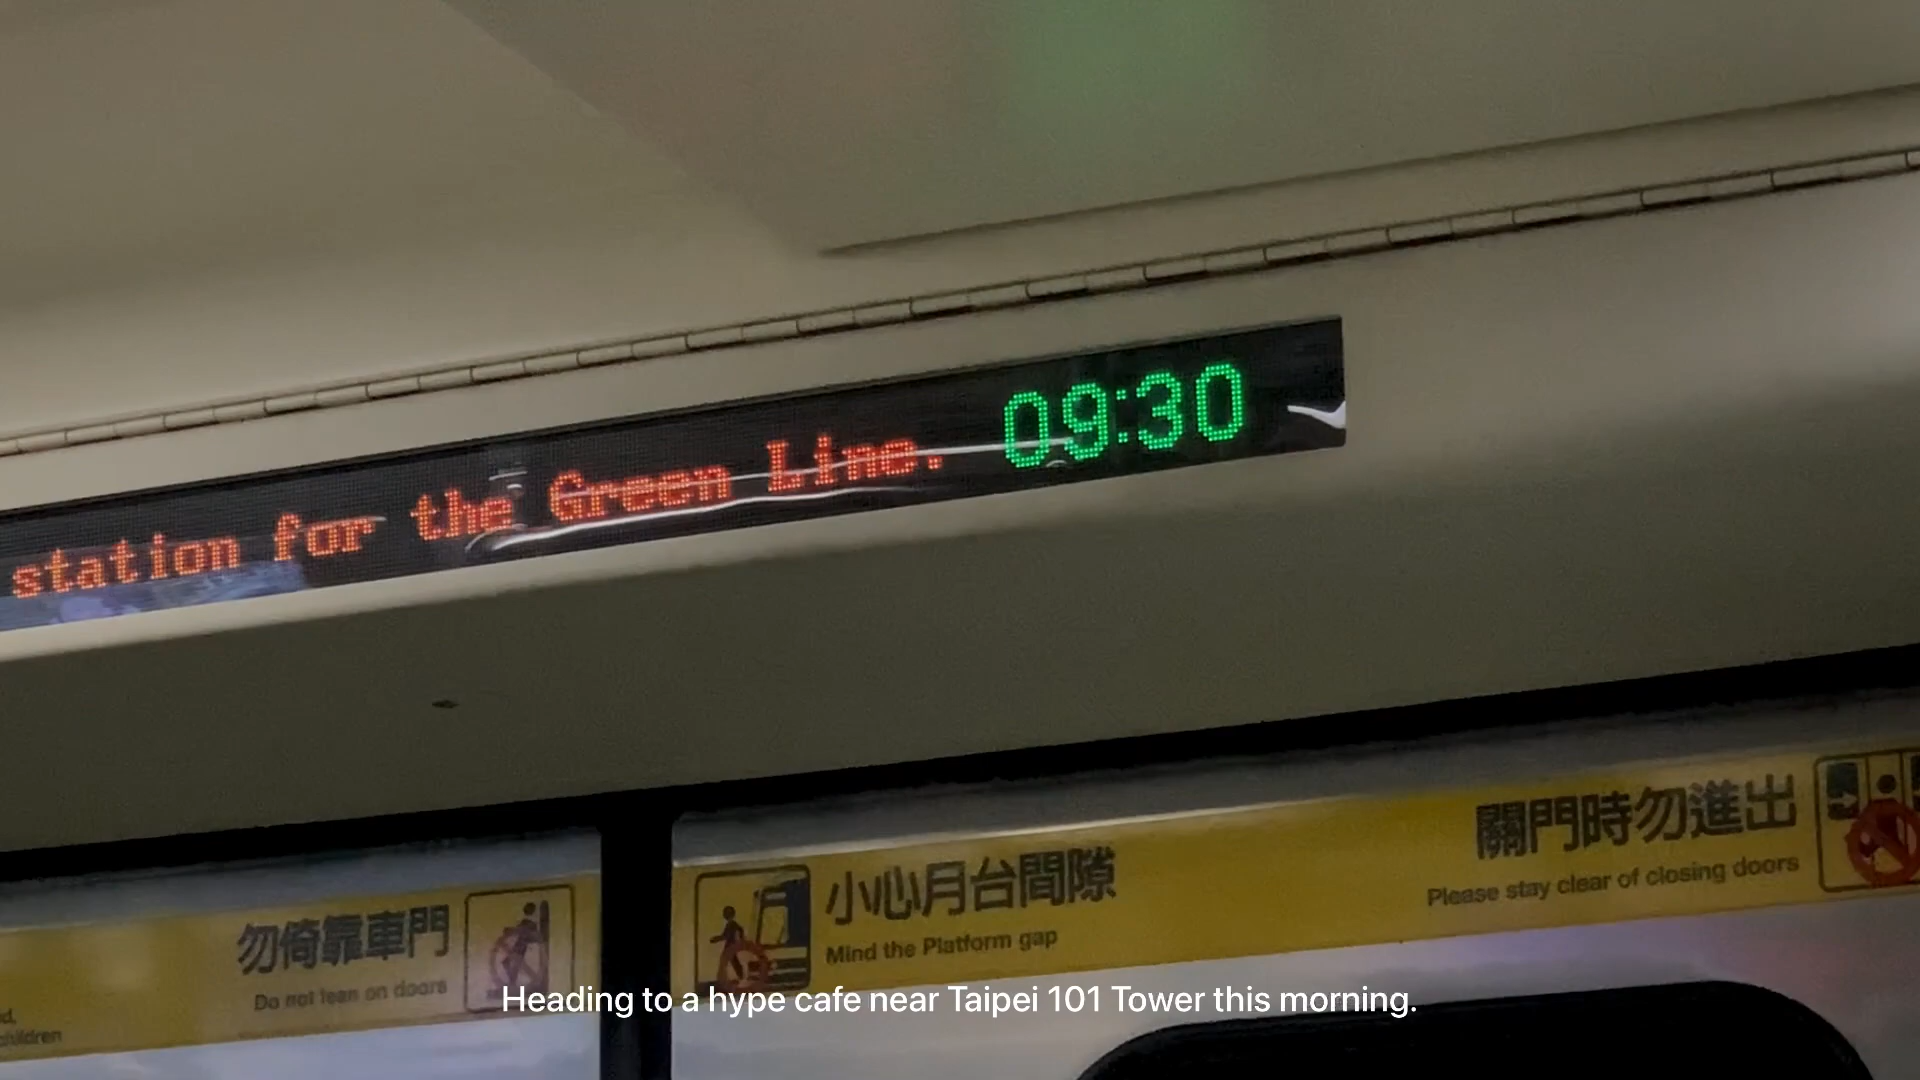 station for the Green Line. 09:30
小心月台間隙
Mind the Platform gap
關門時勿進出
Please stay clear of closing doors
勿倚靠車門
Do not lean on doors
children
Heading to a hype cafe near Taipei 101 Tower this morning.